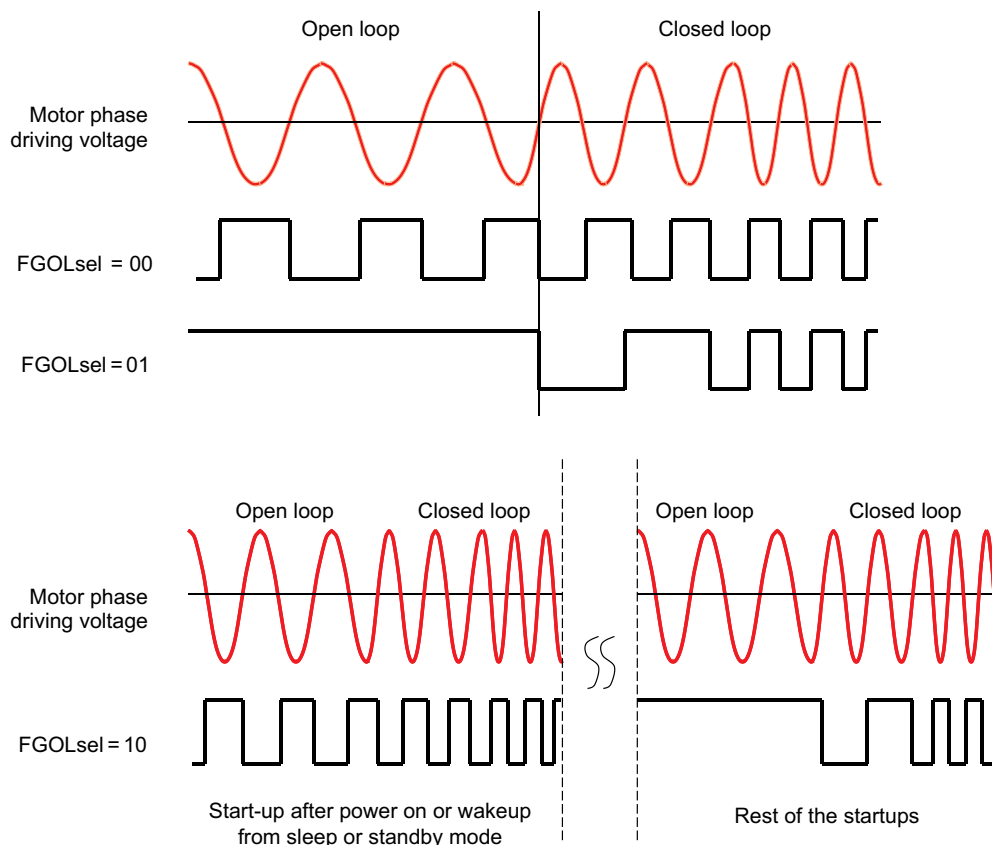 Open loop
Closed loop
Motor phase
driving voltage
FGOLsel = 00
FGOLsel = 01
Open loop
Closed loop
Open loop
Closed loop
Motor phase
driving voltage
FGOLsel = 10
Start-up after power on or wakeup
from sleep or standby mode
Rest of the startups